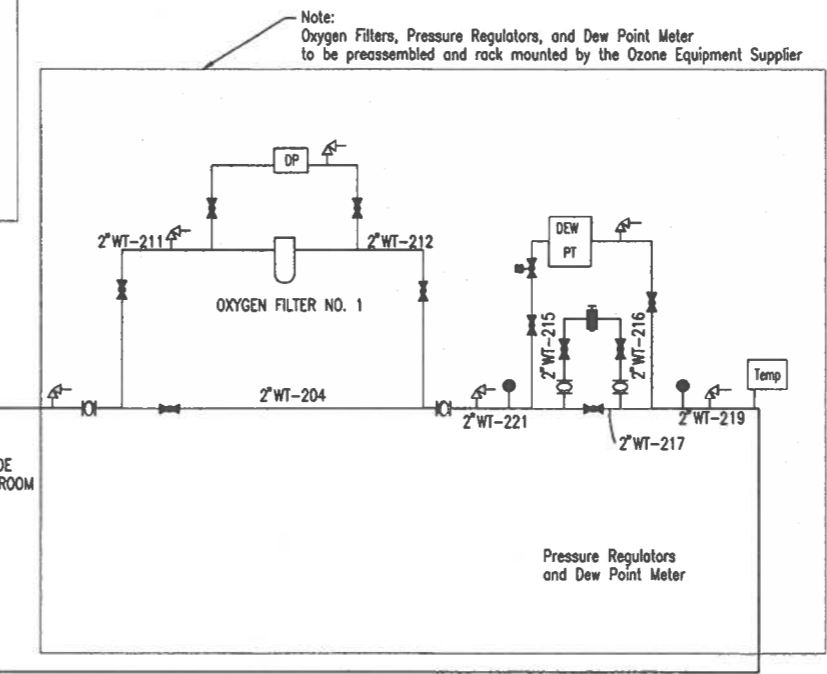 Note:
Oxygen Filters, Pressure Regulators, and Dew Point Meter
to be preassembled and rack mounted by the Ozone Equipment Supplier
DP
2"WT-211
2"WT-212
OXYGEN FILTER NO. 1
DEW
PT
2"WT-215
2"WT-216
Temp
2"WT-204
2"WT-221
2"WT-219
2"WT-217
DE
ROOM
Pressure Regulators
and Dew Point Meter